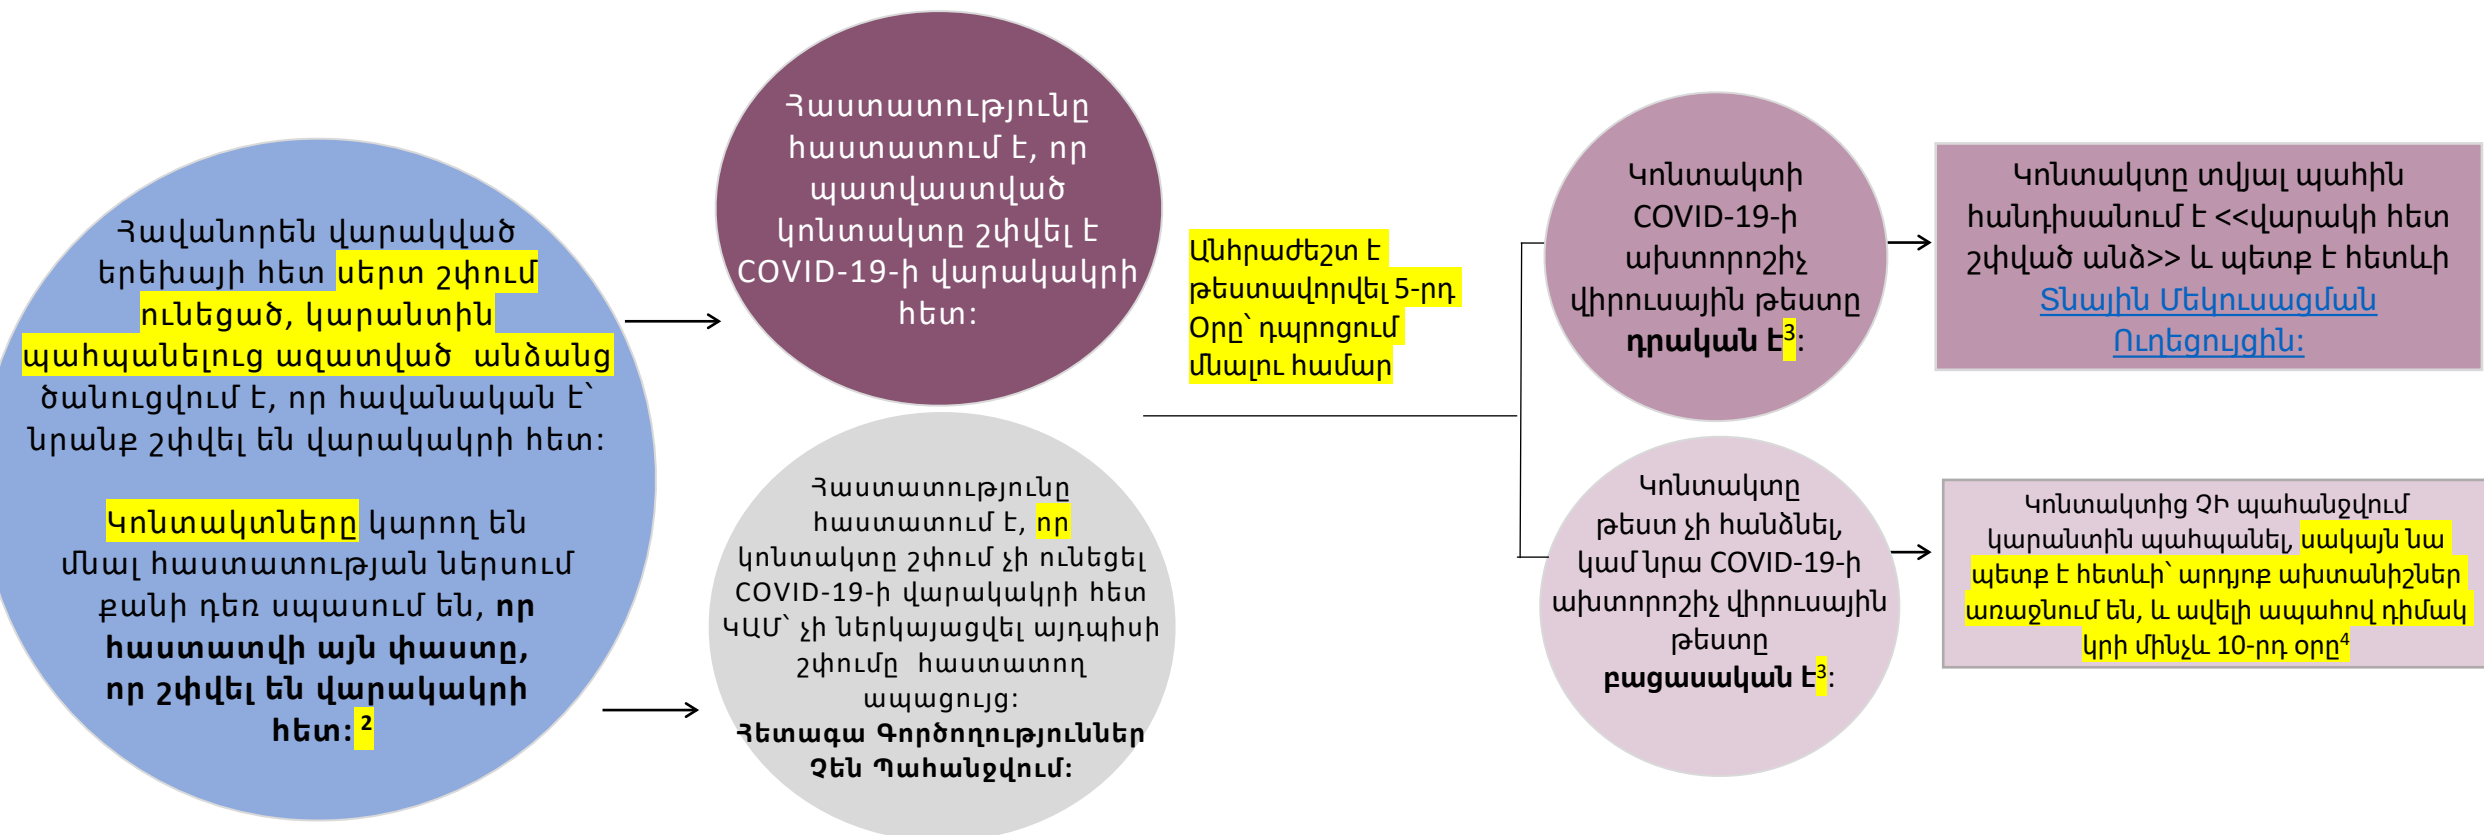 Հավանորեն վարակված
երեխայի հետ սերտ շփում
ունեցած, կարանտին
պահպանելուց ազատված անձանց
ծանուցվում է, որ հավանական է՝
նրանք շփվել են վարակակրի հետ:
Կոնտակտները կարող են
մնալ հաստատության ներսում
քանի դեռ սպասում են, որ
հաստատվի այն փաստը,
որ շփվել են վարակակրի
հետ: 2
Հաստատությունը
հաստատում է, որ
պատվաստված
կոնտակտը շփվել է
COVID-19-ի վարակակրի
հետ:
Հաստատությունը
հաստատում է, որ
կոնտակտը շփում չի ունեցել
COVID-19-ի վարակակրի հետ
ԿԱՄ՝ չի ներկայացվել այդպիսի
շփումը հաստատող
ապացույց:
Հետագա Գործողություններ
Չեն Պահանջվում:
Անհրաժեշտ է
թեստավորվել 5-րդ
Օրը՝ դպրոցում
մնալու համար
Կոնտակտի
COVID-19-ի
ախտորոշիչ
վիրուսային թեստը
դրական է3:
Կոնտակտը տվյալ պահին
հանդիսանում է <<վարակի հետ
շփված անձ>> և պետք է հետևի
Տնային Մեկուսացման
Ուղեցույցին:
Կոնտակտը
թեստ չի հանձնել,
կամ նրա COVID-19-ի
ախտորոշիչ վիրուսային
թեստը
բացասական է3:
Կոնտակտից ՉԻ պահանջվում
կարանտին պահպանել, սակայն նա
պետք է հետևի՝ արդյոք ախտանիշներ
առաջնում են, և ավելի ապահով դիմակ
կրի մինչև 10-րդ օրը4